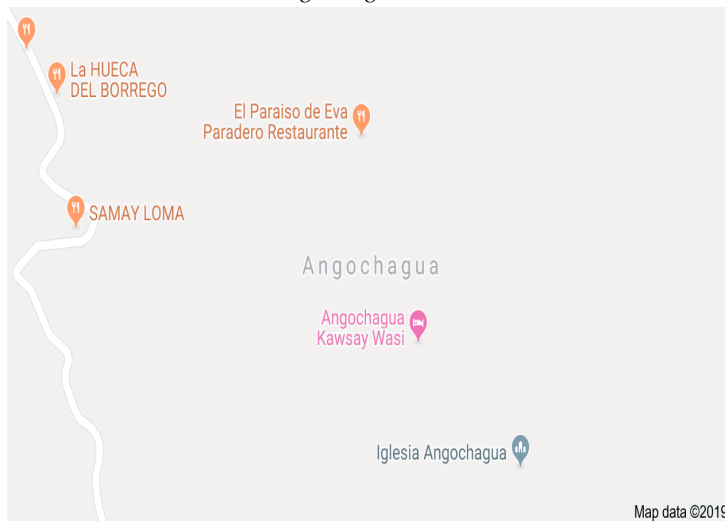 La HUECA
DEL BORREGO
El Paraiso de Eva
Paradero Restaurante
SAMAY LOMA
Angochagua
Angochagua
Kawsay Wasi
Iglesia Angochagua
Map data ©2019